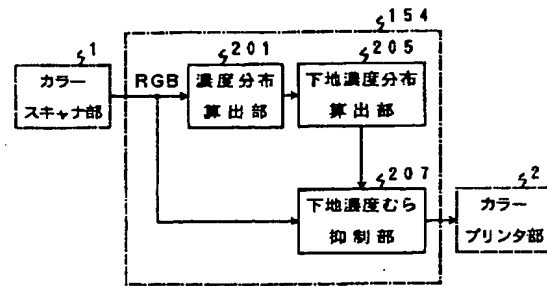 154
1
カラー
スキャナ部
RGB
201
濃度分布
算出部
205
下地濃度分布
算出部
207
下地濃度むら
抑制部
2
カラー
プリンタ部